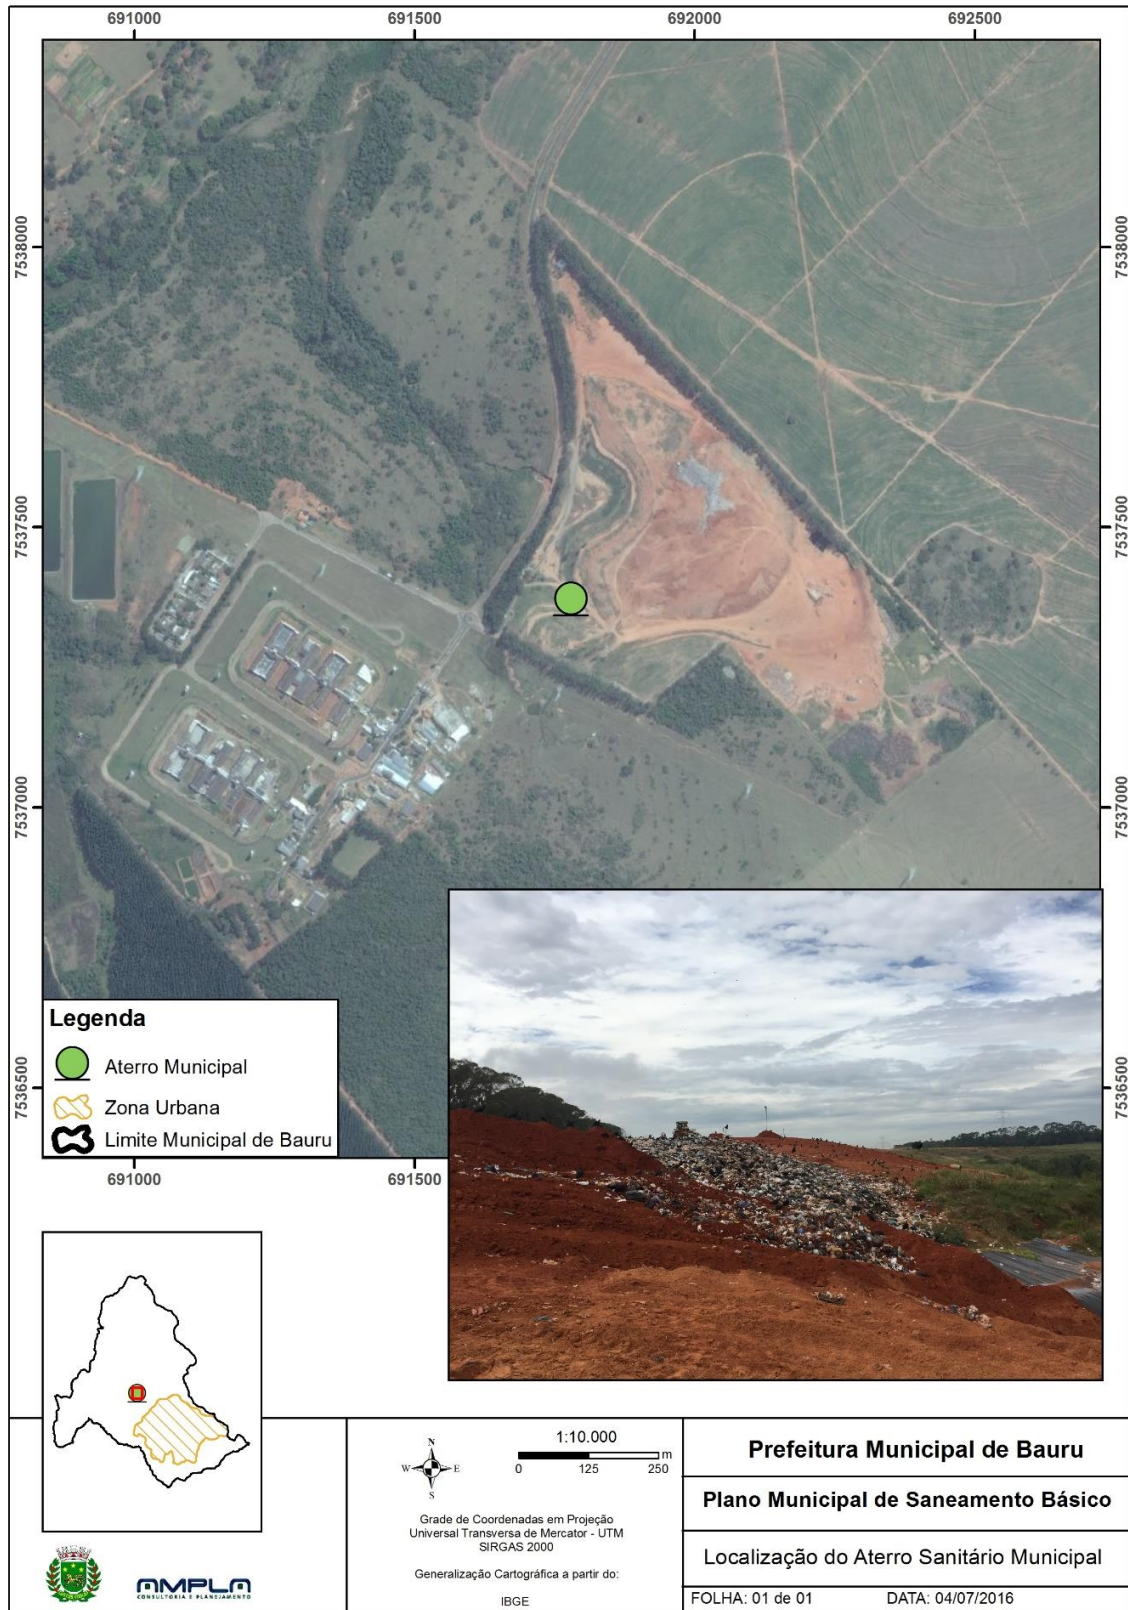 691000
691500
692000
692500
7538000
7538000
7537500
7537500
7537000
7537000
7536500
7536500
Legenda
Aterro Municipal
Zona Urbana
Limite Municipal de Bauru
691000
691500
1:10.000
m
0 125 250
N
W E
S
Grade de Coordenadas em Projeção
Universal Transversa de Mercator - UTM
SIRGAS 2000
Generalização Cartográfica a partir do:
IBGE
AMPLA
CONSULTORIA E PLANEJAMENTO
Prefeitura Municipal de Bauru
Plano Municipal de Saneamento Básico
Localização do Aterro Sanitário Municipal
FOLHA: 01 de 01 DATA: 04/07/2016